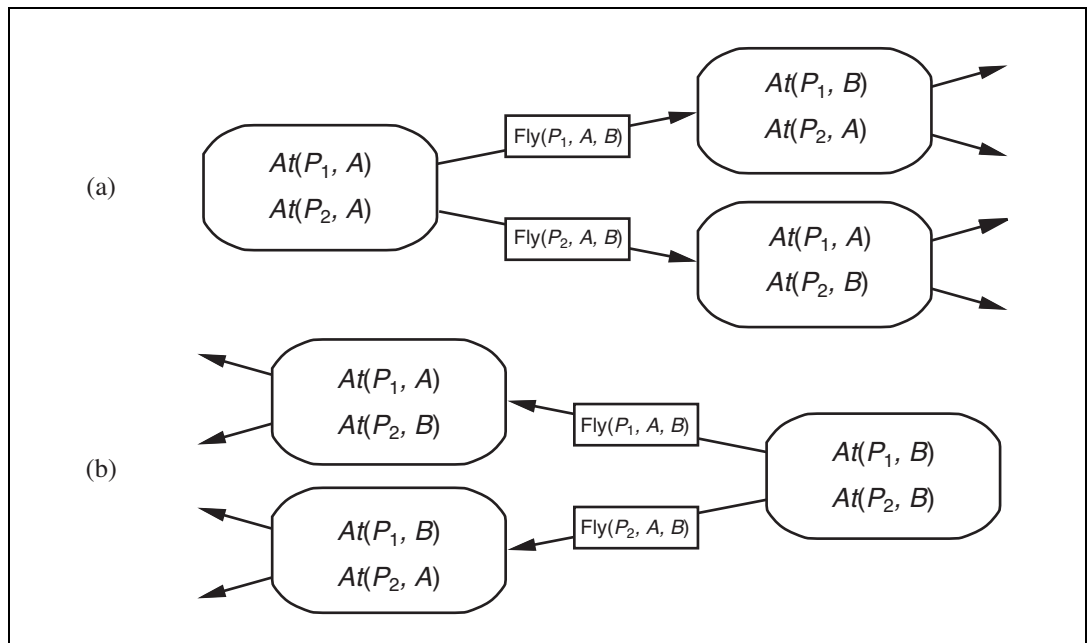 (a)
At(P₁, A)
At(P₂, A)
Fly(P₁, A, B)
Fly(P₂, A, B)
At(P₁, B)
At(P₂, A)
At(P₁, A)
At(P₂, B)
(b)
At(P₁, A)
At(P₂, B)
At(P₁, B)
At(P₂, A)
Fly(P₁, A, B)
Fly(P₂, A, B)
At(P₁, B)
At(P₂, B)